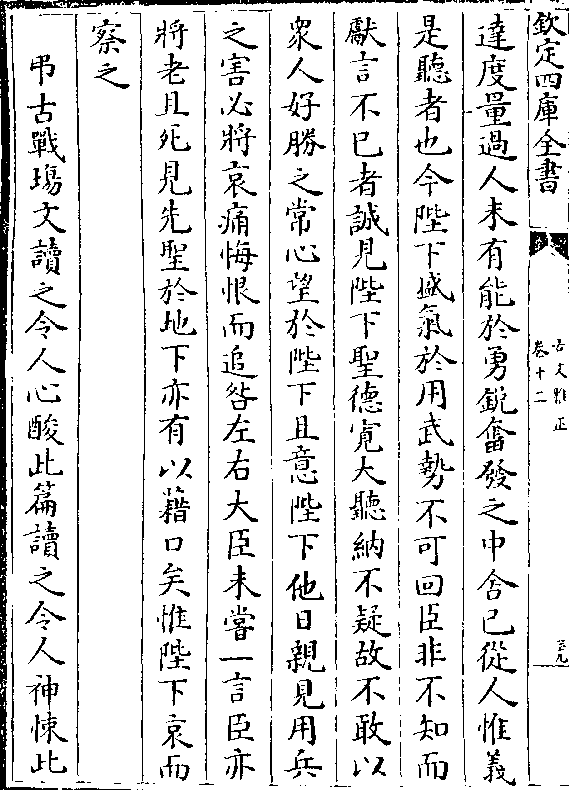 欽定四庫全書
古文雅正
卷十二
達度量過人未有能於勇鋭奮發之中舍已從人惟義
是聽者也今陛下盛氣於用武勢不可回臣非不知而
獻言不已者誠見陛下聖德寛大聽納不疑故不敢以
衆人好勝之常心望於陛下且意陛下他日親見用兵
之害必將哀痛悔恨而追咎左右大臣未嘗一言臣亦
將老且死見先聖於地下亦有以藉口矣惟陛下哀而
察之
弔古戰塲文讀之令人心酸此篇讀之令人神悚此